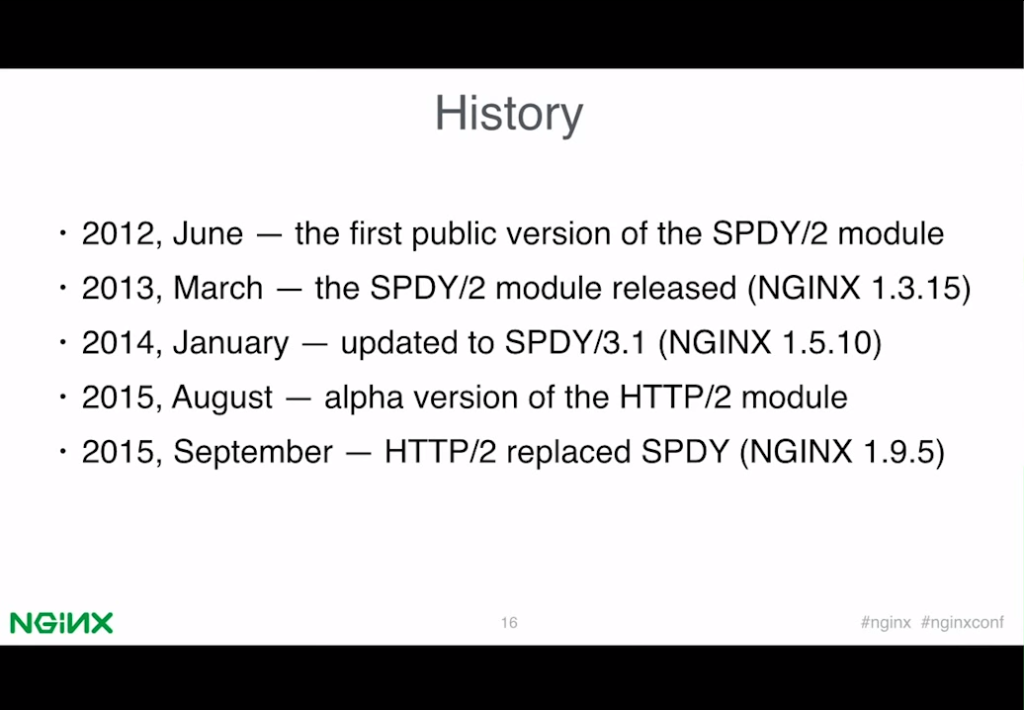 History
• 2012, June — the first public version of the SPDY/2 module
• 2013, March — the SPDY/2 module released (NGINX 1.3.15)
• 2014, January — updated to SPDY/3.1 (NGINX 1.5.10)
• 2015, August — alpha version of the HTTP/2 module
• 2015, September — HTTP/2 replaced SPDY (NGINX 1.9.5)
NGINX 16 #nginx #nginxconf